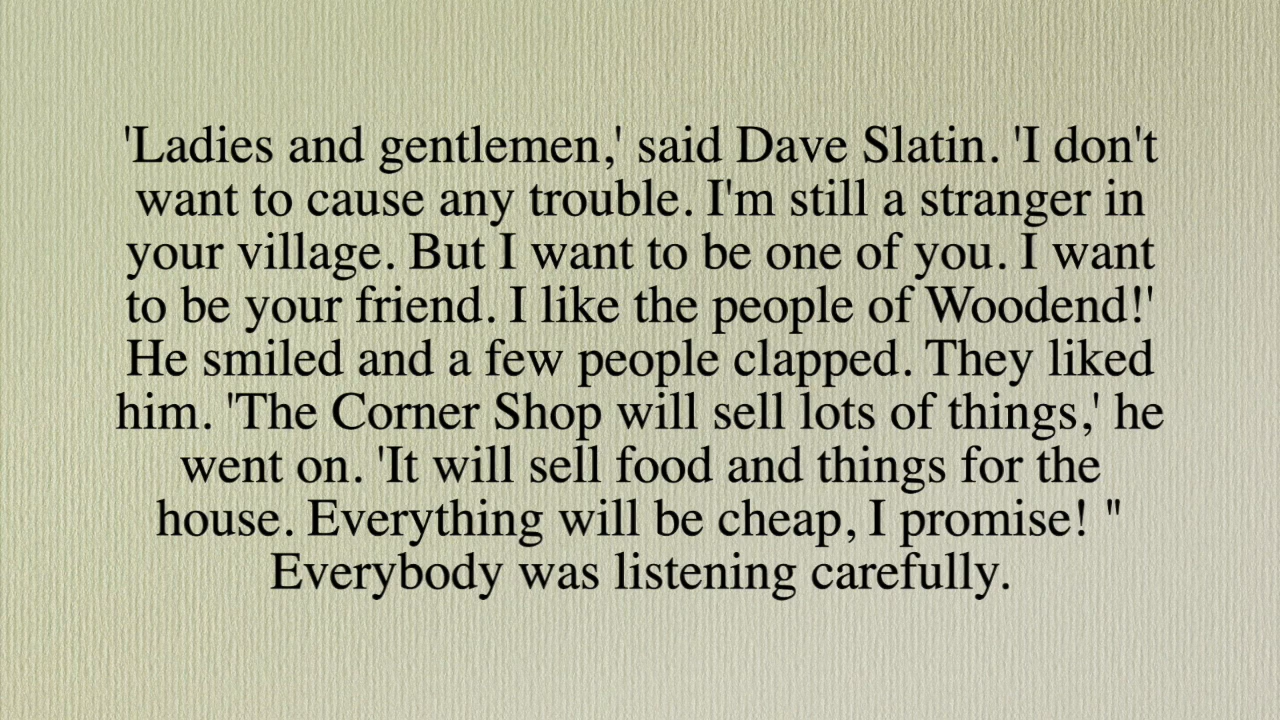 'Ladies and gentlemen,' said Dave Slatin. 'I don't
want to cause any trouble. I'm still a stranger in
your village. But I want to be one of you. I want
to be your friend. I like the people of Woodend!'
He smiled and a few people clapped. They liked
him. 'The Corner Shop will sell lots of things,' he
went on. 'It will sell food and things for the
house. Everything will be cheap, I promise! "
Everybody was listening carefully.